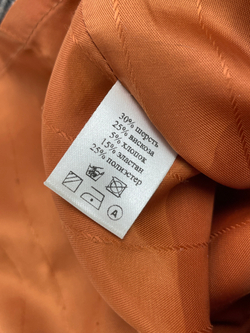 30% шерсть
25% вискоза
5% хлопок
15% эластан
25% полиэстер
A